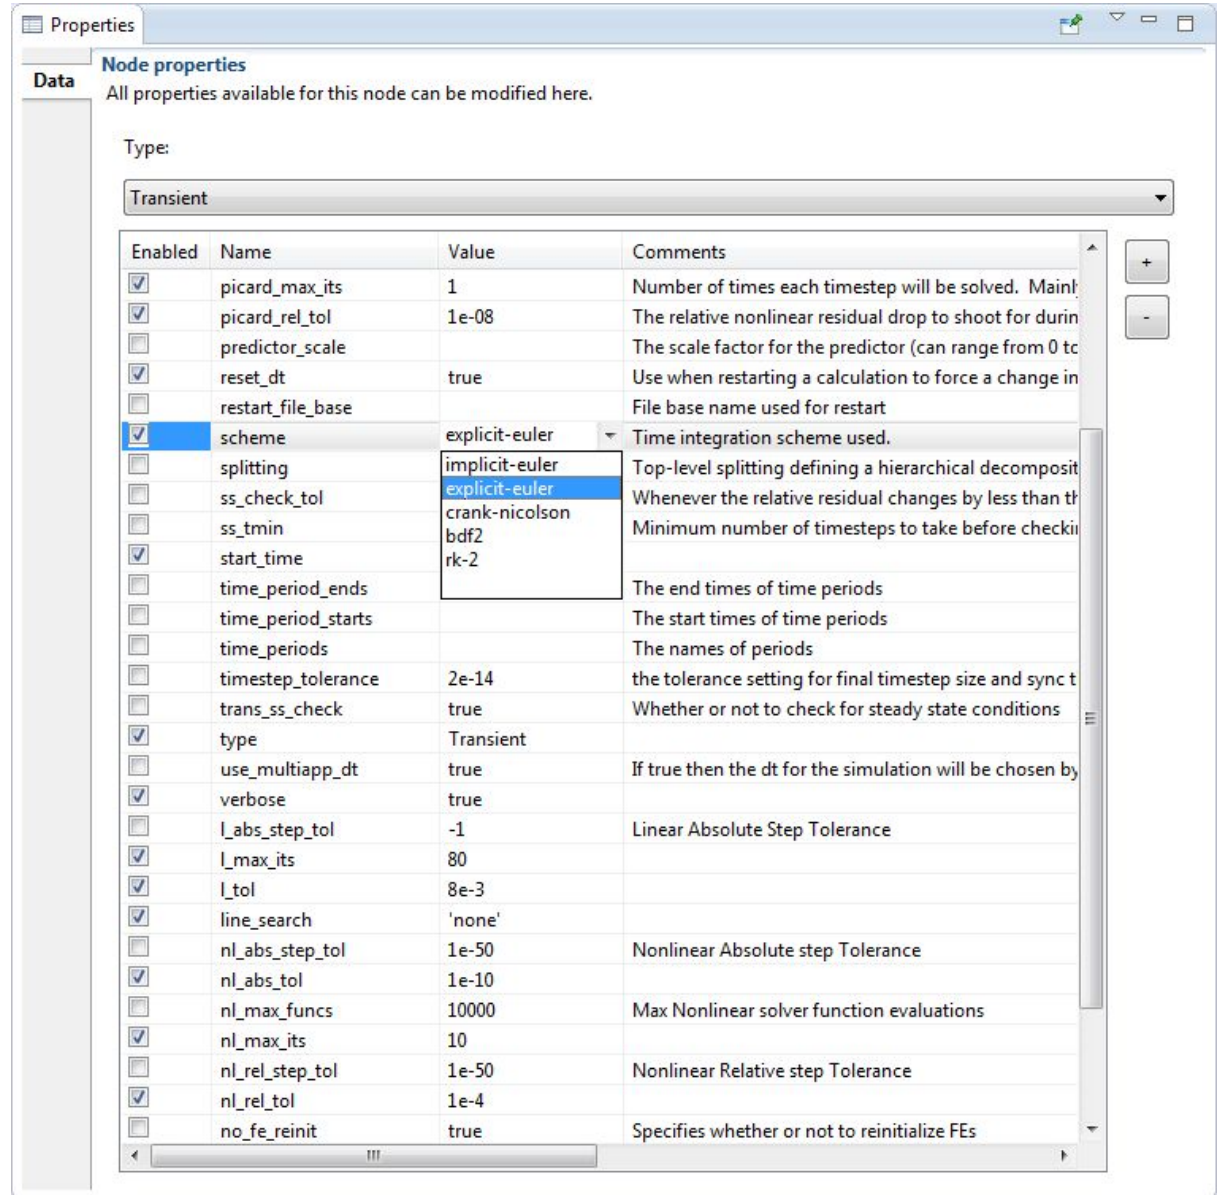 Properties
Data
Node properties
All properties available for this node can be modified here.
Type:
Transient
Enabled Name Value Comments
+
picard_max_its 1 Number of times each timestep will be solved. Mainl
picard_rel_tol 1e-08 The relative nonlinear residual drop to shoot for durin
-
predictor_scale The scale factor for the predictor (can range from 0 to
reset_dt true Use when restarting a calculation to force a change in
restart_file_base File base name used for restart
scheme explicit-euler Time integration scheme used.
splitting implicit-euler Top-level splitting defining a hierarchical decomposit
ss_check_tol explicit-euler Whenever the relative residual changes by less than th
crank-nicolson
ss_tmin bdf2 Minimum number of timesteps to take before checkin
start_time rk-2
time_period_ends The end times of time periods
time_period_starts The start times of time periods
time_periods The names of periods
timestep_tolerance 2e-14 the tolerance setting for final timestep size and sync t
trans_ss_check true Whether or not to check for steady state conditions
type Transient
use_multiapp_dt true If true then the dt for the simulation will be chosen by
verbose true
l_abs_step_tol -1 Linear Absolute Step Tolerance
l_max_its 80
l_tol 8e-3
line_search 'none'
nl_abs_step_tol 1e-50 Nonlinear Absolute step Tolerance
nl_abs_tol 1e-10
nl_max_funcs 10000 Max Nonlinear solver function evaluations
nl_max_its 10
nl_rel_step_tol 1e-50 Nonlinear Relative step Tolerance
nl_rel_tol 1e-4
no_fe_reinit true Specifies whether or not to reinitialize FEs